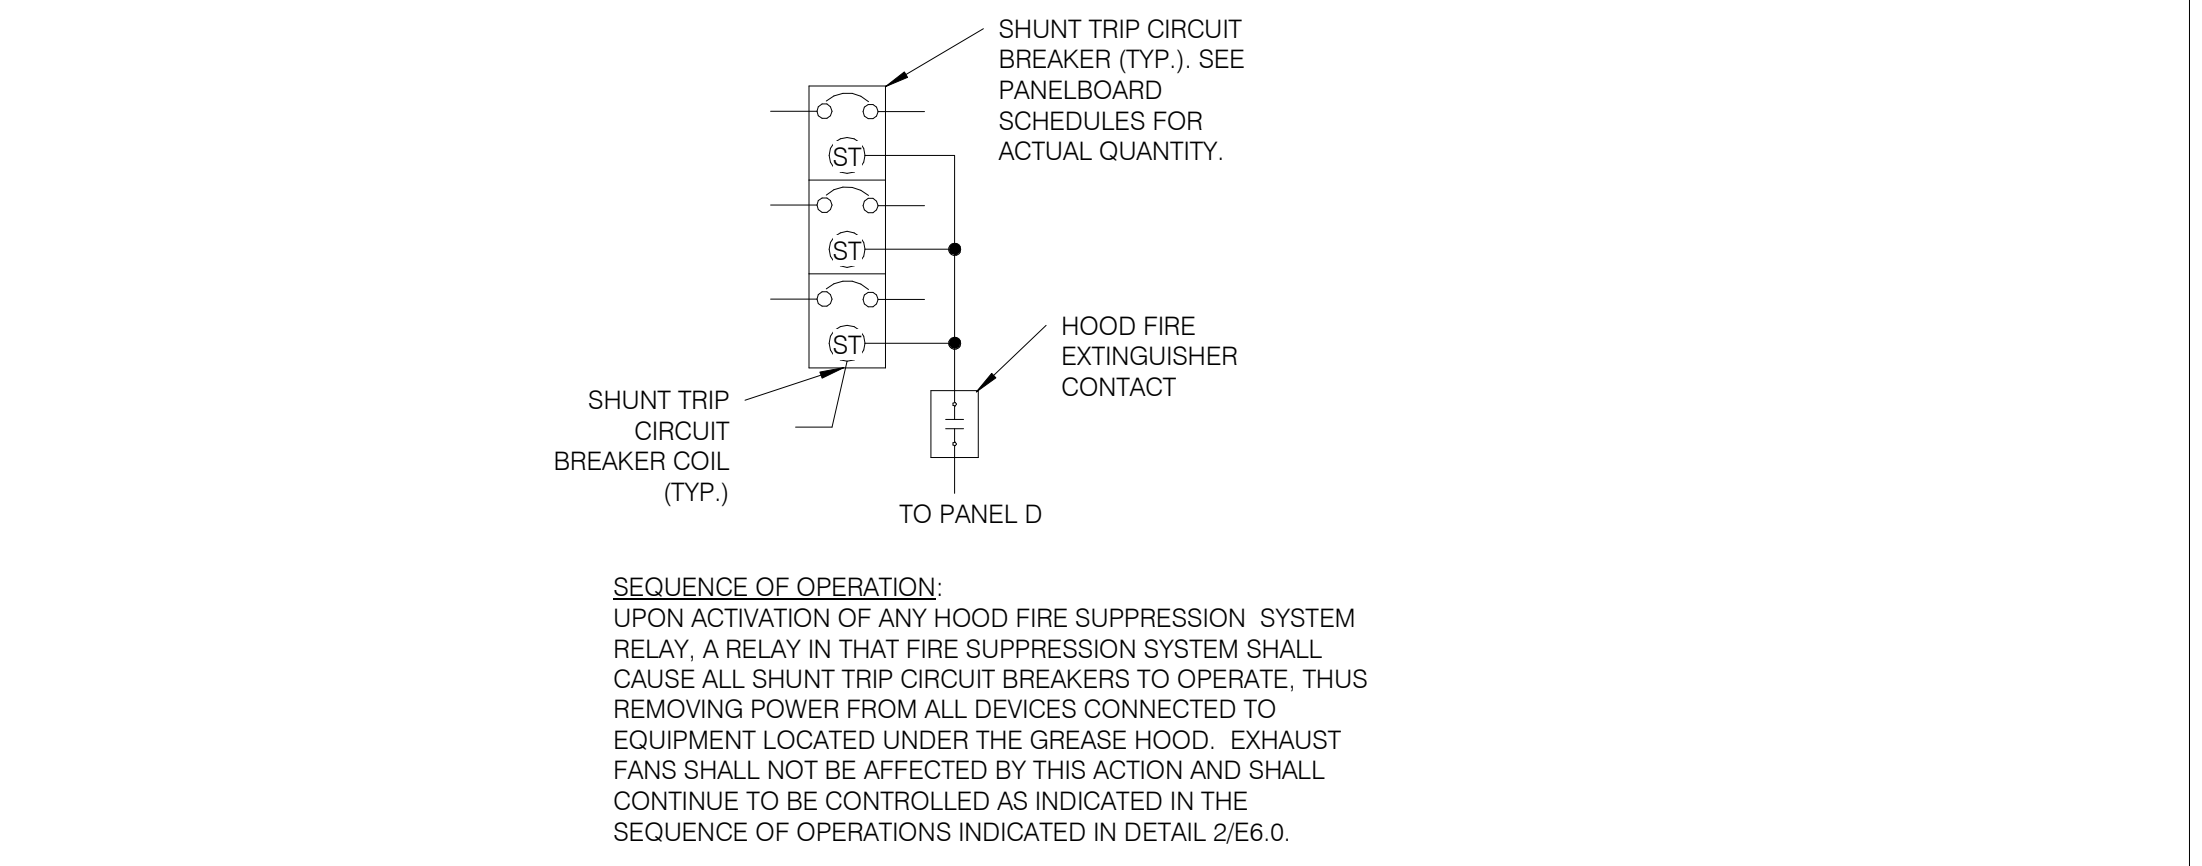 SHUNT TRIP CIRCUIT
BREAKER (TYP.). SEE
PANELBOARD
SCHEDULES FOR
ACTUAL QUANTITY.
(ST)
(ST)
(ST)
HOOD FIRE
EXTINGUISHER
CONTACT
SHUNT TRIP
CIRCUIT
BREAKER COIL
(TYP.)
TO PANEL D
SEQUENCE OF OPERATION:
UPON ACTIVATION OF ANY HOOD FIRE SUPPRESSION  SYSTEM
RELAY, A RELAY IN THAT FIRE SUPPRESSION SYSTEM SHALL
CAUSE ALL SHUNT TRIP CIRCUIT BREAKERS TO OPERATE, THUS
REMOVING POWER FROM ALL DEVICES CONNECTED TO
EQUIPMENT LOCATED UNDER THE GREASE HOOD.  EXHAUST
FANS SHALL NOT BE AFFECTED BY THIS ACTION AND SHALL
CONTINUE TO BE CONTROLLED AS INDICATED IN THE
SEQUENCE OF OPERATIONS INDICATED IN DETAIL 2/E6.0.